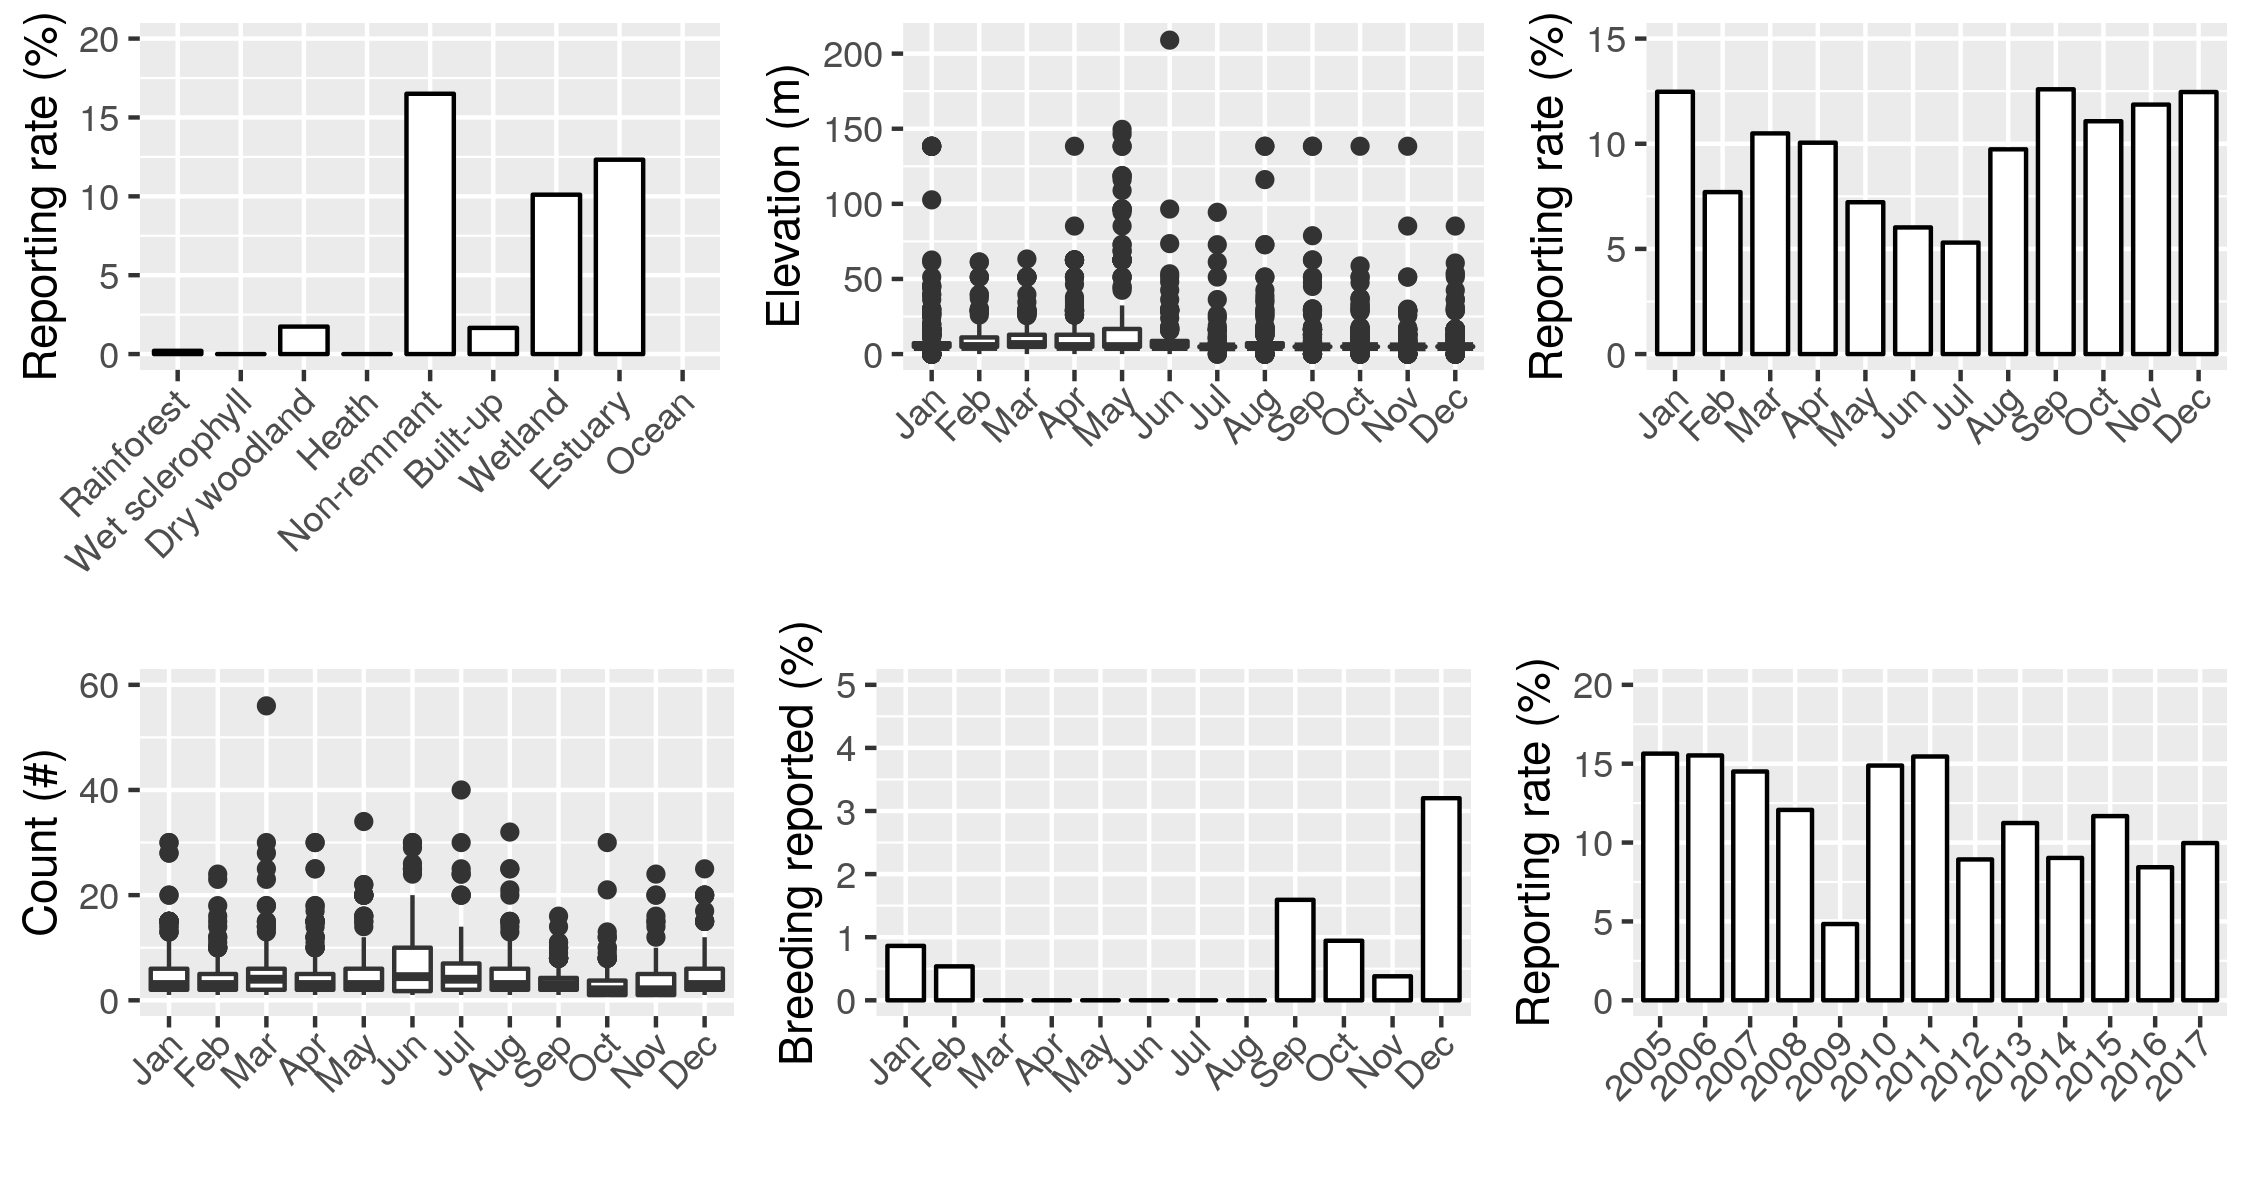 Reporting rate (%)
20
15
10
5
0
Rainforest
Wet sclerophyll
Dry woodland
Heath
Non-remnant
Built-up
Wetland
Estuary
Ocean
Elevation (m)
200
150
100
50
0
Jan
Feb
Mar
Apr
May
Jun
Jul
Aug
Sep
Oct
Nov
Dec
Reporting rate (%)
15
10
5
0
Jan
Feb
Mar
Apr
May
Jun
Jul
Aug
Sep
Oct
Nov
Dec
Count (#)
60
40
20
0
Jan
Feb
Mar
Apr
May
Jun
Jul
Aug
Sep
Oct
Nov
Dec
Breeding reported (%)
5
4
3
2
1
0
Jan
Feb
Mar
Apr
May
Jun
Jul
Aug
Sep
Oct
Nov
Dec
Reporting rate (%)
20
15
10
5
0
2005
2006
2007
2008
2009
2010
2011
2012
2013
2014
2015
2016
2017